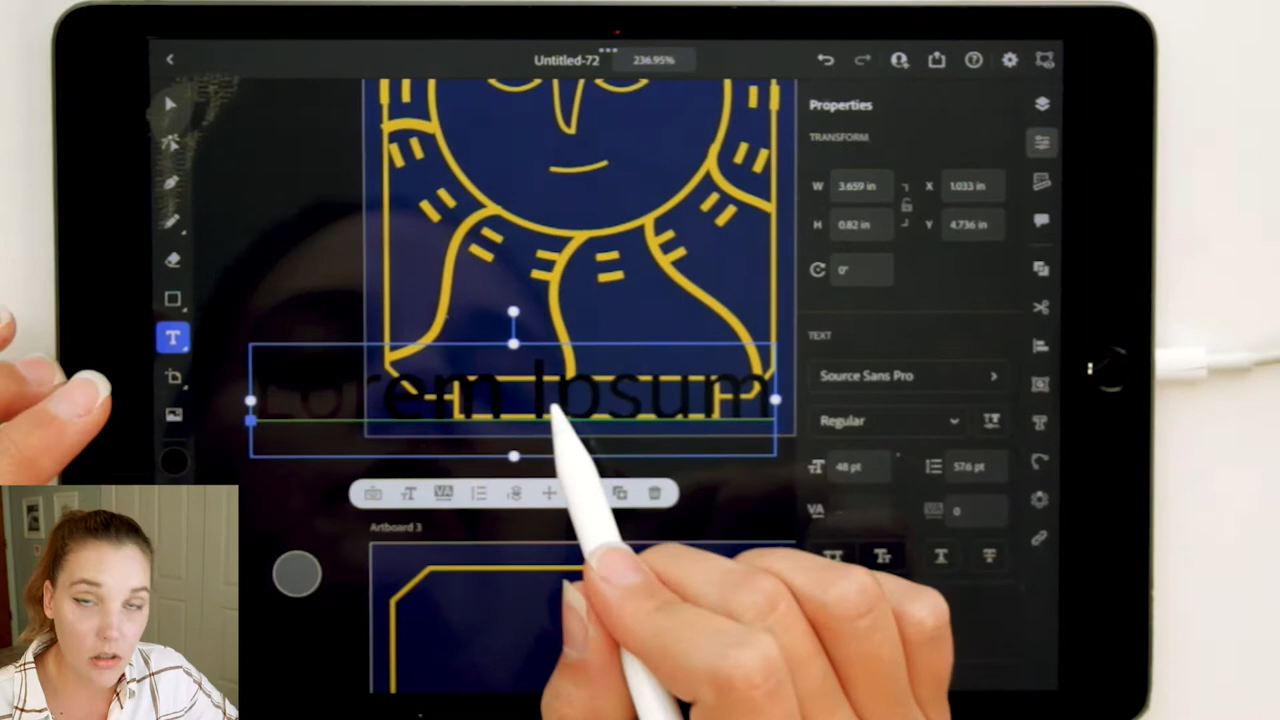 Untitled-72 236.95%
Properties
TRANSFORM
W 3.659 in X 1.033 in
H 0.82 in Y 4.736 in
0°
TEXT
Source Sans Pro
Regular
48 pt 57.6 pt
VA 0
Lorem Ipsum
Artboard 3